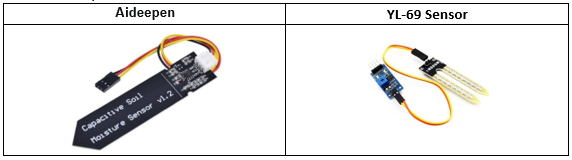 Aideepen
YL-69 Sensor
Capacitive Soil
Moisture Sensor v1.2